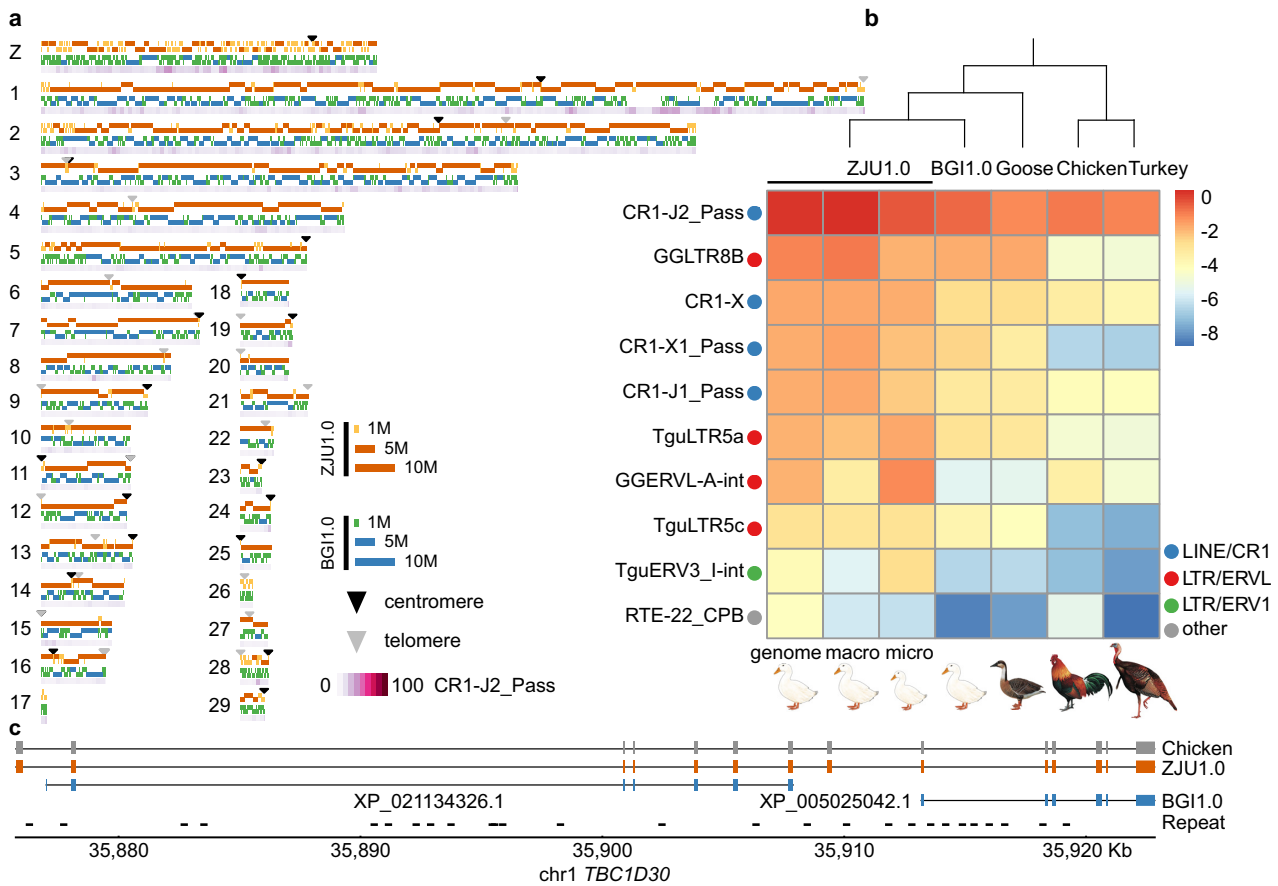 a
Z
1
2
3
4
5
6
7
8
9
10
11
12
13
14
15
16
17
18
19
20
21
22
23
24
25
26
27
28
29
ZJU1.0
1M
5M
10M
BGI1.0
1M
5M
10M
centromere
telomere
0 100 CR1-J2_Pass
b
ZJU1.0 BGI1.0 Goose Chicken Turkey
CR1-J2_Pass
GGLTR8B
CR1-X
CR1-X1_Pass
CR1-J1_Pass
TguLTR5a
GGERVL-A-int
TguLTR5c
TguERV3_I-int
RTE-22_CPB
0
-2
-4
-6
-8
LINE/CR1
LTR/ERVL
LTR/ERV1
other
genome macro micro
c
Chicken
ZJU1.0
XP_021134326.1 XP_005025042.1 BGI1.0
Repeat
35,880 35,890 35,900 35,910 35,920 Kb
chr1 TBC1D30